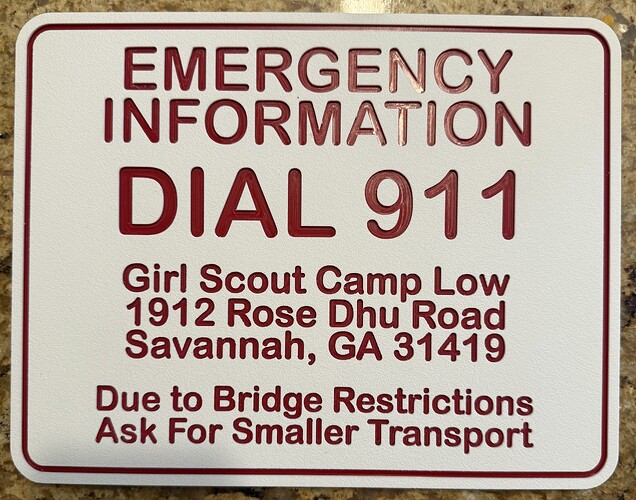 EMERGENCY
INFORMATION
DIAL 911
Girl Scout Camp Low
1912 Rose Dhu Road
Savannah, GA 31419
Due to Bridge Restrictions
Ask For Smaller Transport